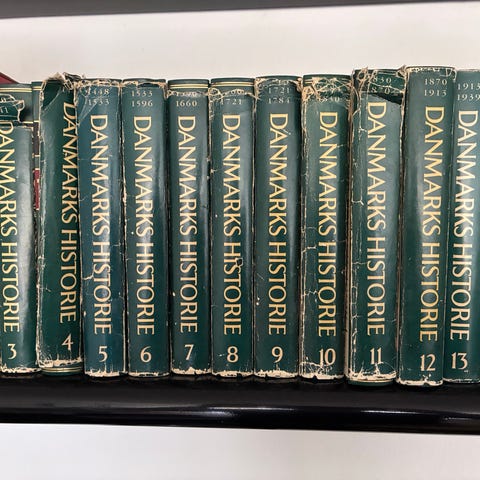 DANMARKS HISTORIE
3
DANMARKS HISTORIE
4
1448
1533
DANMARKS HISTORIE
5
1533
1596
DANMARKS HISTORIE
6
1660
DANMARKS HISTORIE
7
1721
DANMARKS HISTORIE
8
1721
1784
DANMARKS HISTORIE
9
DANMARKS HISTORIE
10
DANMARKS HISTORIE
11
1870
1913
DANMARKS HISTORIE
12
1913
1939
DANMARKS HISTORIE
13